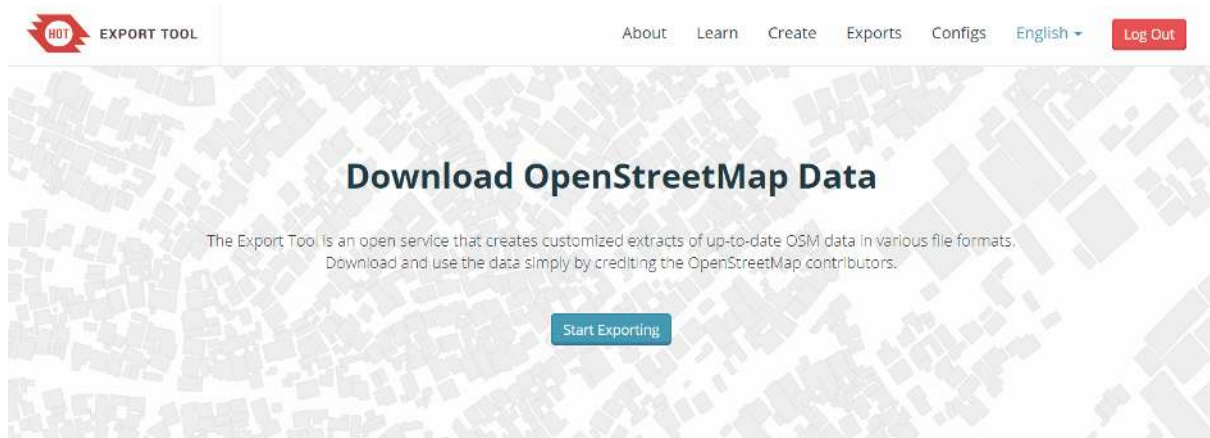 HOT EXPORT TOOL
About Learn Create Exports Configs English Log Out
Download OpenStreetMap Data
The Export Tool is an open service that creates customized extracts of up-to-date OSM data in various file formats.
Download and use the data simply by crediting the OpenStreetMap contributors.
Start Exporting